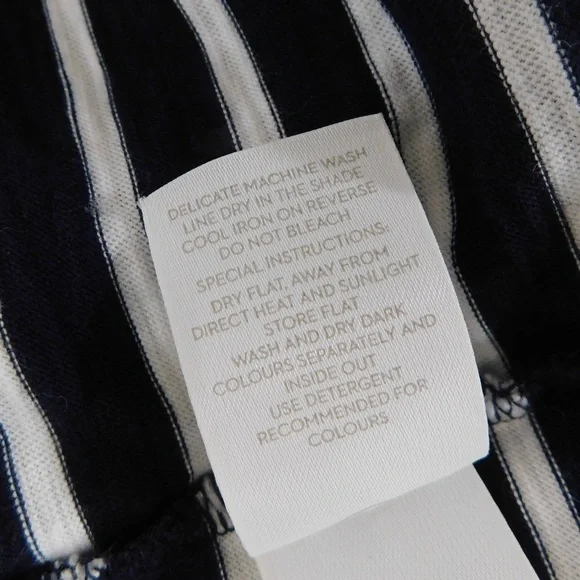 DELICATE MACHINE WASH
LINE DRY IN THE SHADE
COOL IRON ON REVERSE
DO NOT BLEACH
SPECIAL INSTRUCTIONS:
DRY FLAT, AWAY FROM
DIRECT HEAT AND SUNLIGHT
STORE FLAT
WASH AND DRY DARK
COLOURS SEPARATELY AND
INSIDE OUT
USE DETERGENT
RECOMMENDED FOR
COLOURS